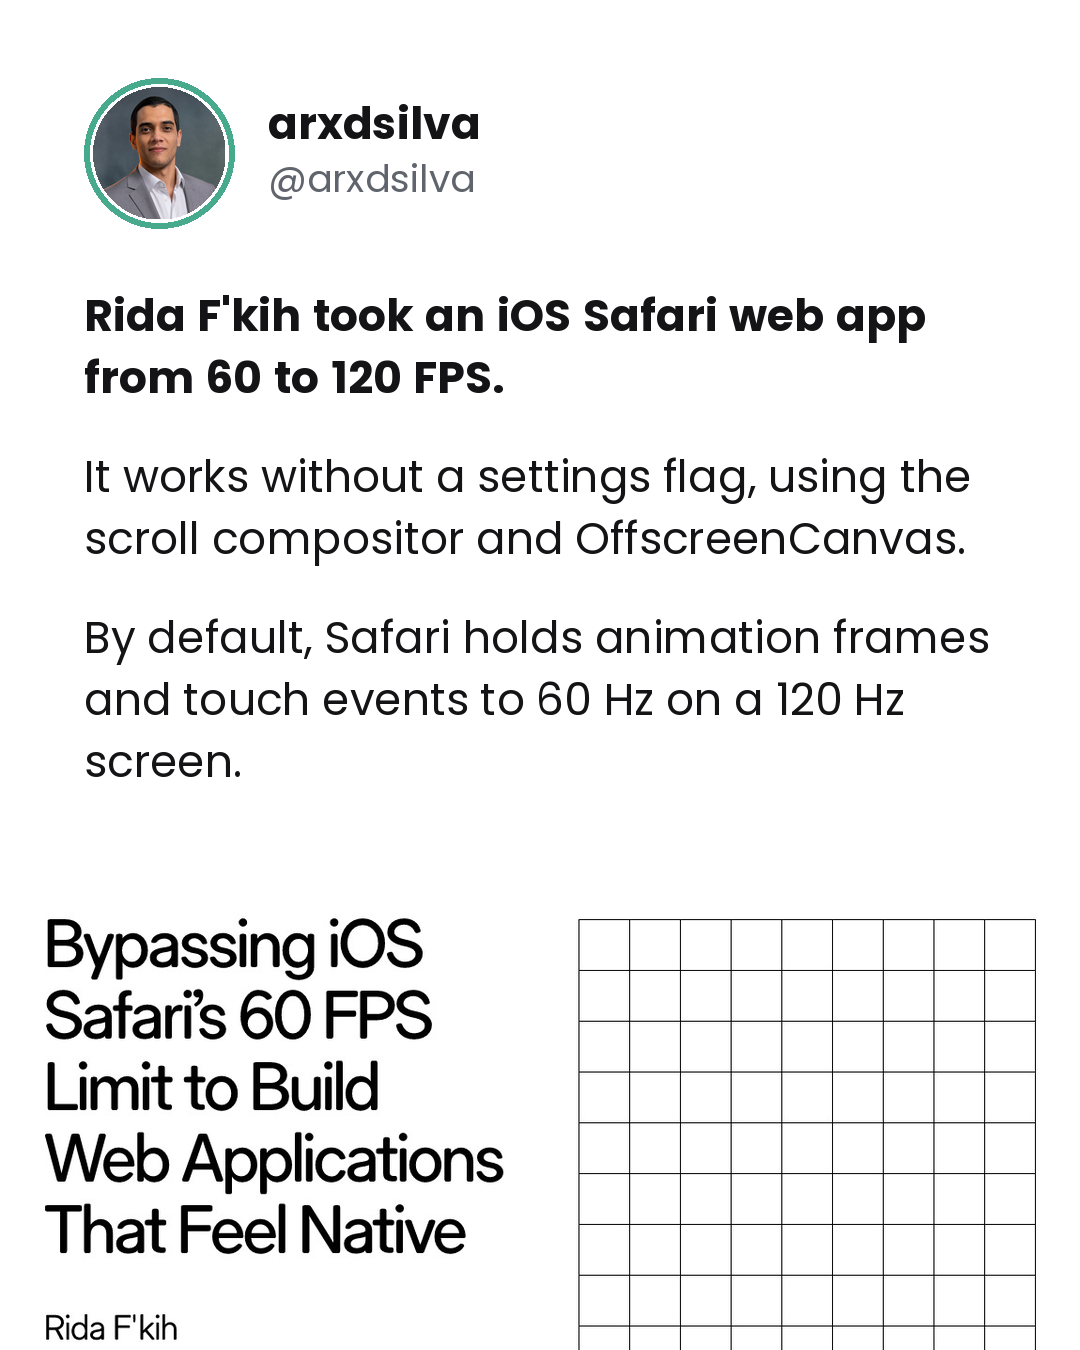 arxdsilva
@arxdsilva
Rida F'kih took an iOS Safari web app
from 60 to 120 FPS.
It works without a settings flag, using the
scroll compositor and OffscreenCanvas.
By default, Safari holds animation frames
and touch events to 60 Hz on a 120 Hz
screen.
Bypassing iOS
Safari’s 60 FPS
Limit to Build
Web Applications
That Feel Native
Rida F'kih